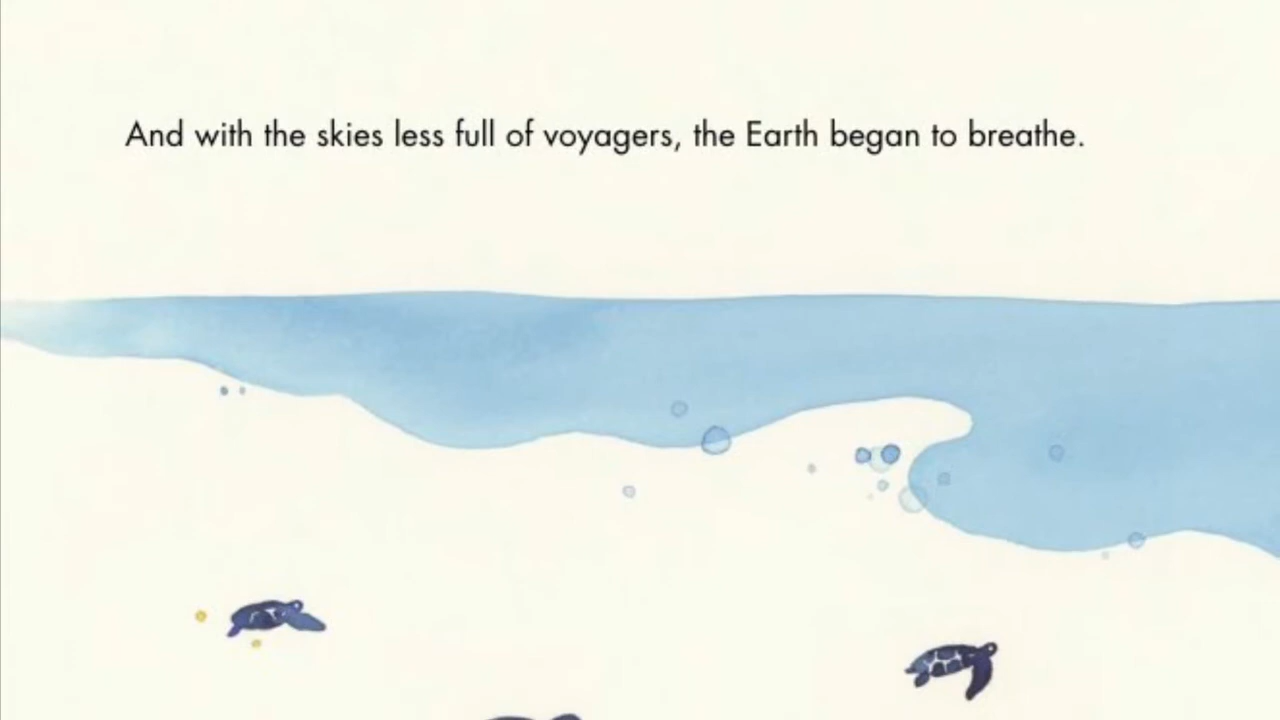 And with the skies less full of voyagers, the Earth began to breathe.